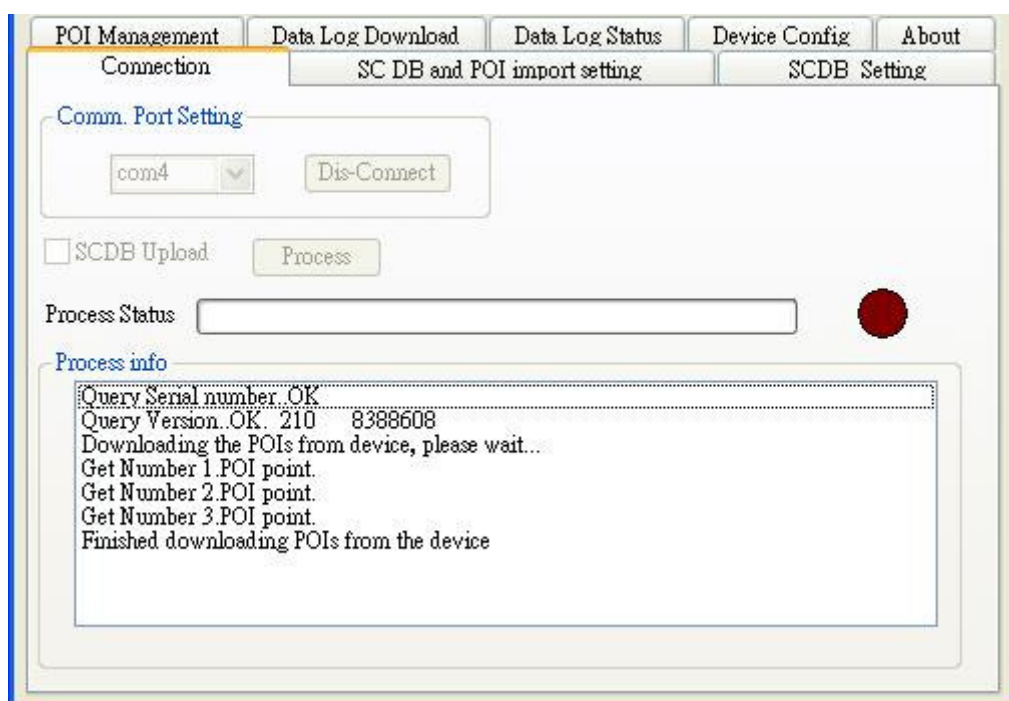 POI Management Data Log Download Data Log Status Device Config About
Connection SC DB and POI import setting SCDB Setting
Comm. Port Setting
com4 Dis-Connect
SCDB Upload Process
Process Status
Process info
Query Serial number..OK
Query Version..OK. 210 8388608
Downloading the POIs from device, please wait...
Get Number 1.POI point.
Get Number 2.POI point.
Get Number 3.POI point.
Finished downloading POIs from the device